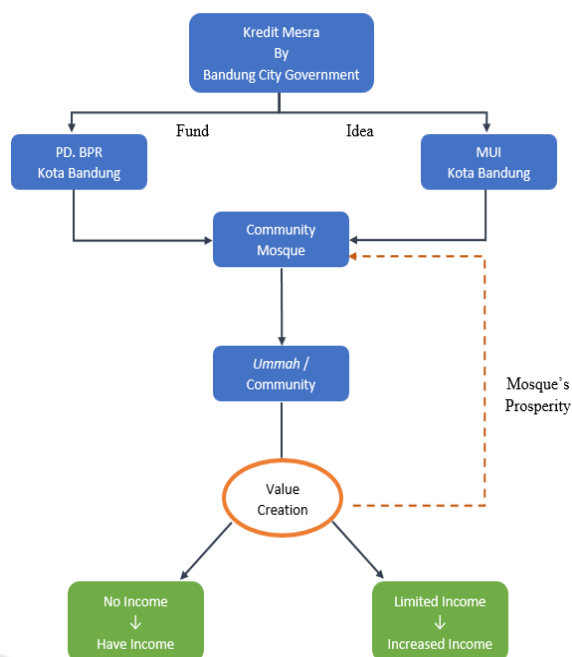 Kredit Mesra
By
Bandung City Government
Fund
Idea
PD. BPR
Kota Bandung
MUI
Kota Bandung
Community
Mosque
Ummah /
Community
Mosque's
Prosperity
Value
Creation
No Income
↓
Have Income
Limited Income
↓
Increased Income